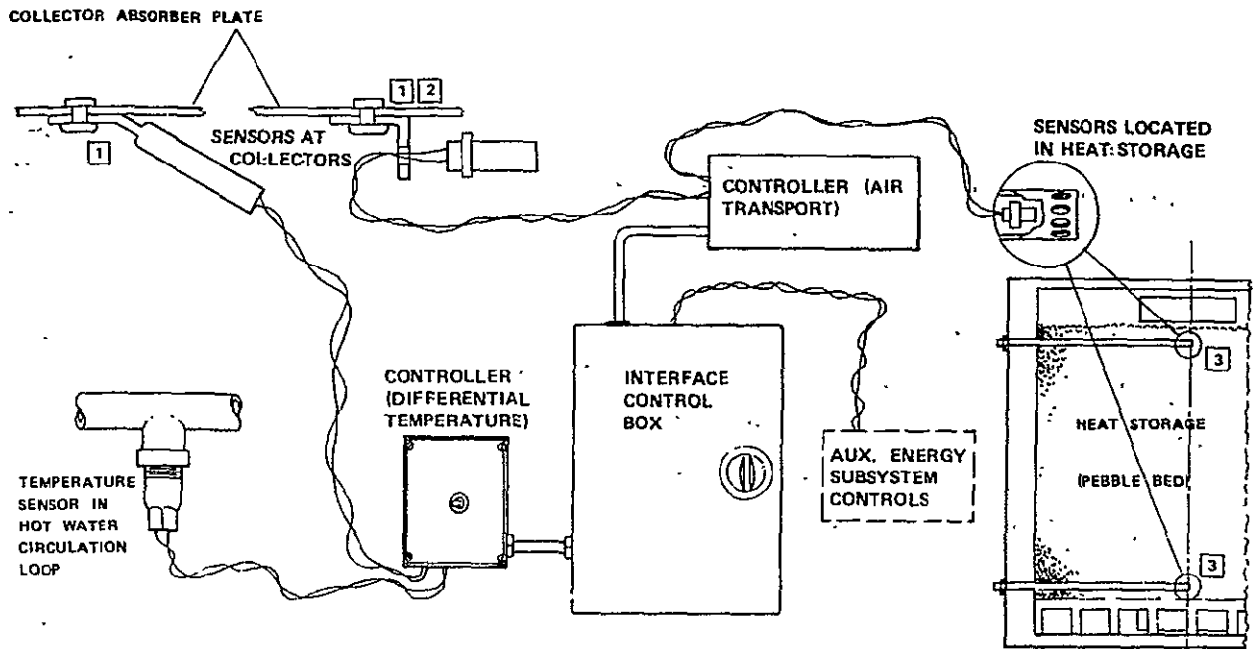 COLLECTOR ABSORBER PLATE
1
SENSORS AT
COLLECTORS
1 2
CONTROLLER (AIR
TRANSPORT)
SENSORS LOCATED
IN HEAT STORAGE
3
CONTROLLER
(DIFFERENTIAL
TEMPERATURE)
INTERFACE
CONTROL
BOX
AUX. ENERGY
SUBSYSTEM
CONTROLS
HEAT STORAGE
(PEBBLE BED)
3
TEMPERATURE
SENSOR IN
HOT WATER
CIRCULATION
LOOP